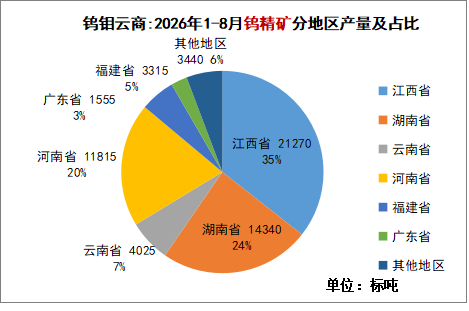 钨钼云商:2026年1-8月钨精矿分地区产量及占比
其他地区
3440 6%
福建省 3315
5%
广东省 1555
3%
河南省 11815
20%
云南省 4025
7%
江西省 21270
35%
湖南省 14340
24%
江西省
湖南省
云南省
河南省
福建省
广东省
其他地区
单位：标吨